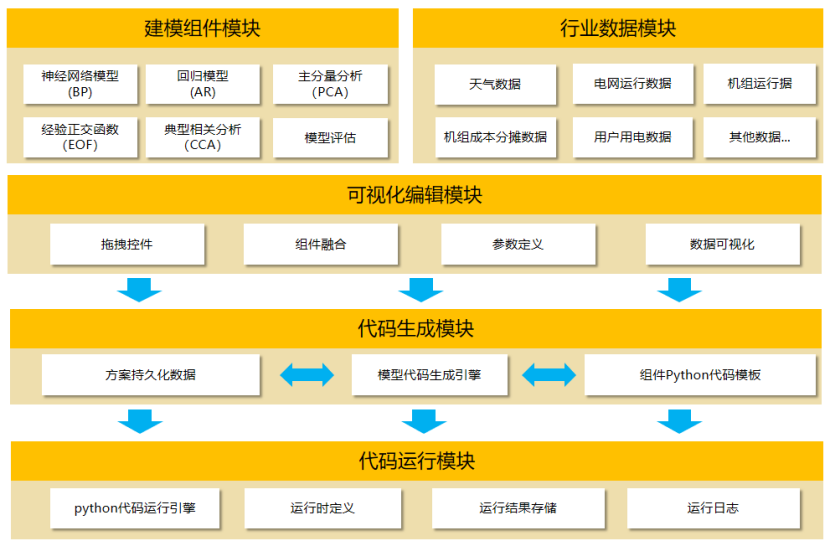 建模组件模块
行业数据模块
神经网络模型
(BP)
回归模型
(AR)
主分量分析
(PCA)
天气数据
电网运行数据
机组运行据
经验正交函数
(EOF)
典型相关分析
(CCA)
模型评估
机组成本分摊数据
用户用电数据
其他数据...
可视化编辑模块
拖拽控件
组件融合
参数定义
数据可视化
代码生成模块
方案持久化数据
模型代码生成引擎
组件Python代码模板
代码运行模块
python代码运行引擎
运行时定义
运行结果存储
运行日志